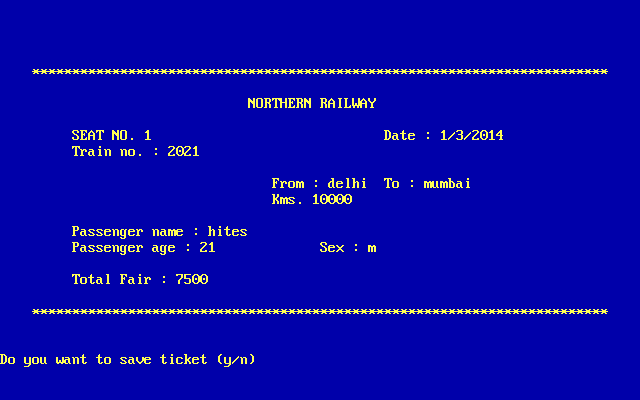 ************************************************************************
NORTHERN RAILWAY
SEAT NO. 1 Date : 1/3/2014
Train no. : 2021
From : delhi To : mumbai
Kms. 10000
Passenger name : hites
Passenger age : 21 Sex : m
Total Fair : 7500
************************************************************************
Do you want to save ticket (y/n)